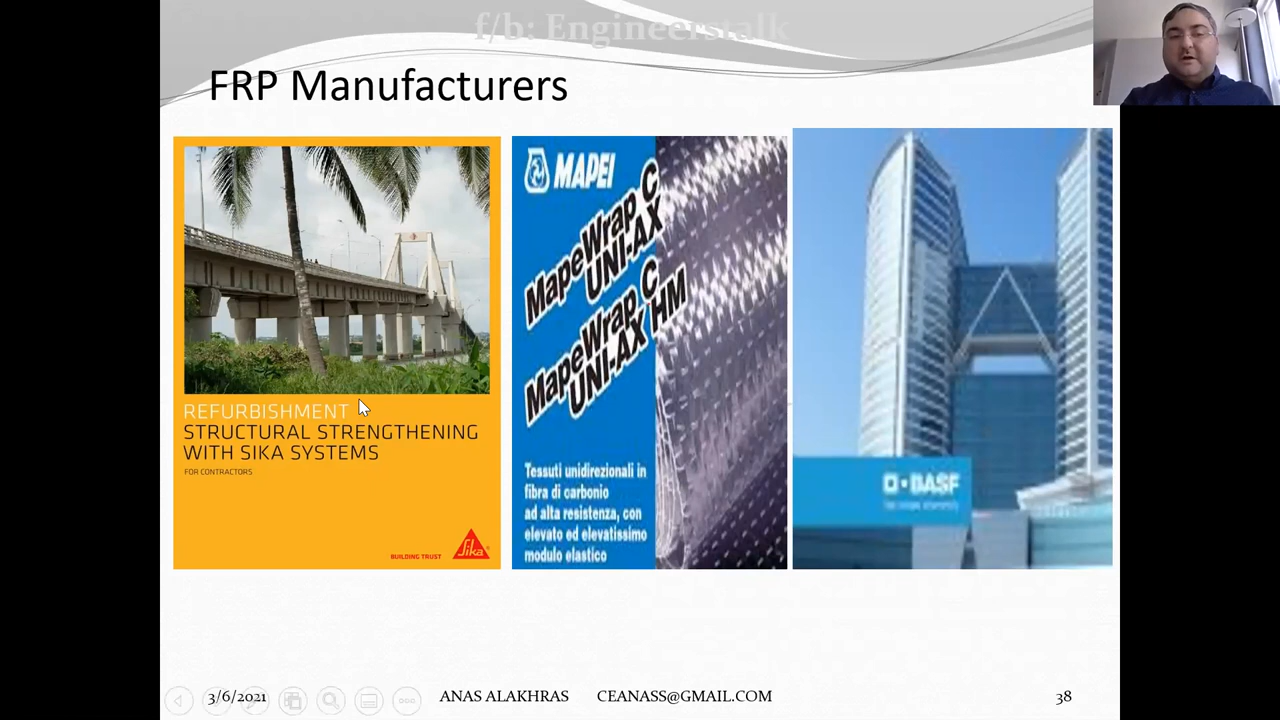 f/b: Engineerstalk
FRP Manufacturers
REFURBISHMENT
STRUCTURAL STRENGTHENING
WITH SIKA SYSTEMS
FOR CONTRACTORS
BUILDING TRUST
Sika
MAPEI
MapeWrap C
UNI-AX
MapeWrap C
UNI-AX HM
Tessuti unidirezionali in
fibra di carbonio
ad alta resistenza, con
elevato ed elevatissimo
modulo elastico
BASF
3/6/2021
ANAS ALAKHRAS CEANASS@GMAIL.COM
38